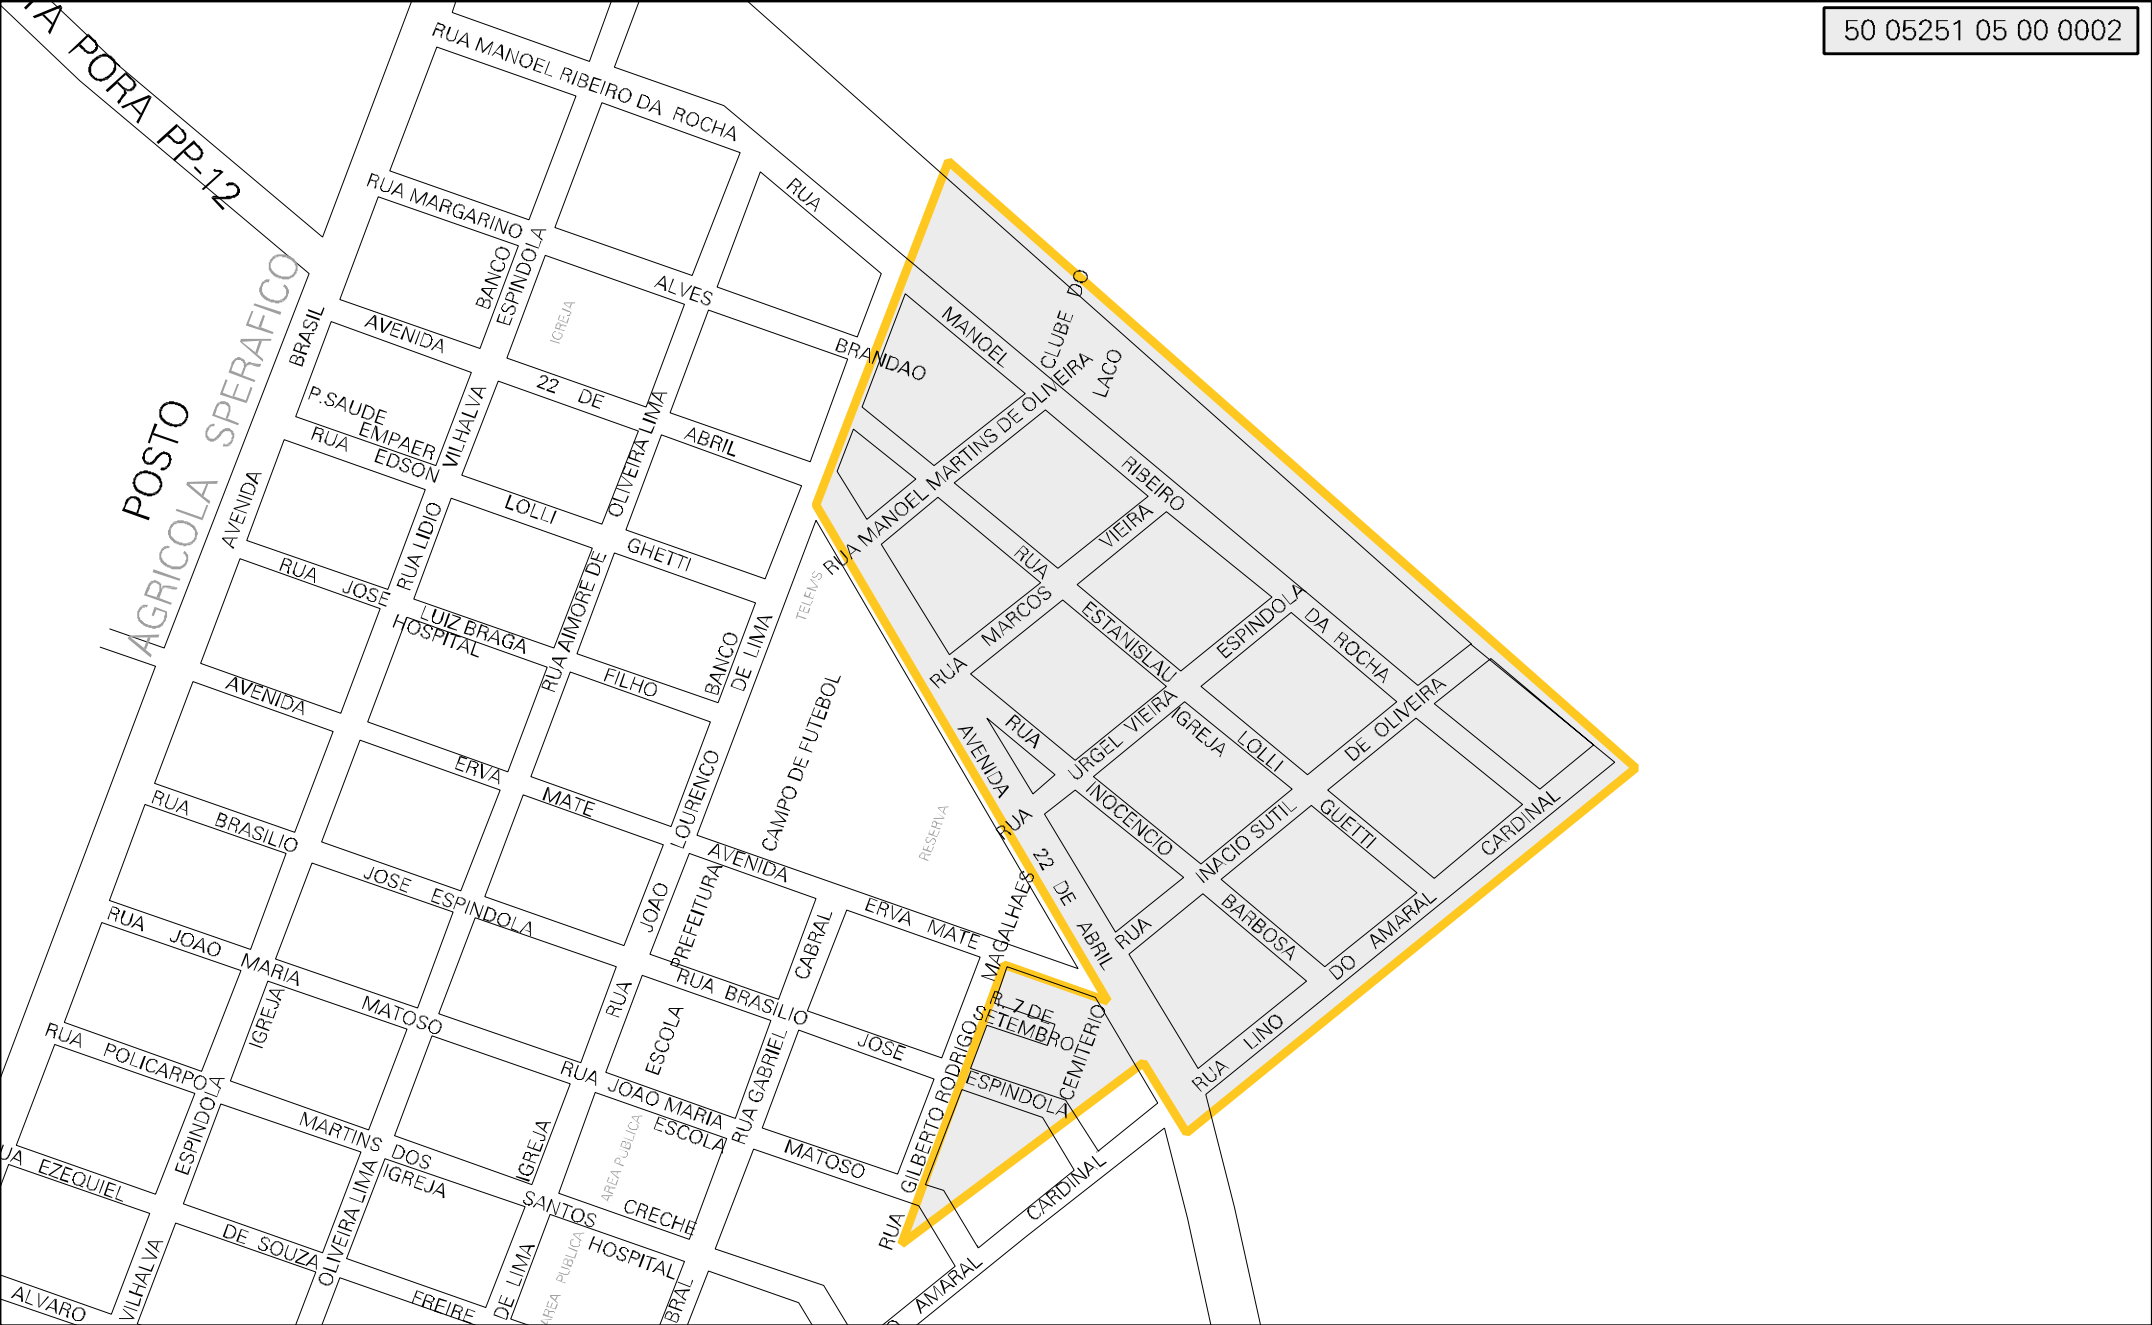 50 05251 05 00 0002
PORA PP-12
RUA MANOEL RIBEIRO DA ROCHA
RUA
RUA MARGARINO
ALVES
BRANDAO
MANOEL
RIBEIRO
DA ROCHA
CLUBE DO
LACO
BANCO
ESPINDOLA
IGREJA
BRASIL
AVENIDA
22 DE
ABRIL
P.SAUDE
EMPAER
VILHALVA
RUA EDSON
LOLLI
GHETTI
OLIVEIRA LIMA
POSTO
AGRICOLA SPERAFICO
AVENIDA
RUA LIDIO
RUA JOSE
LUIZ BRAGA
HOSPITAL
FILHO
RUA AIMORE DE
BANCO
DE LIMA
TELEMS
RUA MANOEL MARTINS DE OLIVEIRA
RUA
ESTANISLAU
LOLLI
GUETTI
RUA MARCOS
VIEIRA
RUA
INOCENCIO
BARBOSA
URGEL VIEIRA
ESPINDOLA
IGREJA
DE OLIVEIRA
INACIO SUTIL
RUA
RUA
CARDINAL
RUA LINO
DO AMARAL
AVENIDA
22 DE ABRIL
CAMPO DE FUTEBOL
RESERVA
AVENIDA
ERVA
MATE
LOURENCO
JOAO
RUA
AVENIDA
ERVA MATE
PREFEITURA
CABRAL
RUA BRASILIO
JOSE ESPINDOLA
RUA BRASILIO
JOSE
ESPINDOLA
MAGALHAES
R. 7 DE
SETEMBRO
CEMITERIO
GILBERTO RODRIGOS
RUA
RUA JOAO MARIA
MATOSO
RUA JOAO MARIA
MATOSO
ESCOLA
RUA GABRIEL
IGREJA
RUA POLICARPO
MARTINS DOS
SANTOS
ESPINDOLA
IGREJA
IGREJA
ESCOLA
AREA PUBLICA
CRECHE
HOSPITAL
AREA PUBLICA
UA EZEQUIEL
DE SOUZA
FREIRE
OLIVEIRA LIMA
DE LIMA
VILHALVA
ALVARO
BRAL
CARDINAL
AMARAL